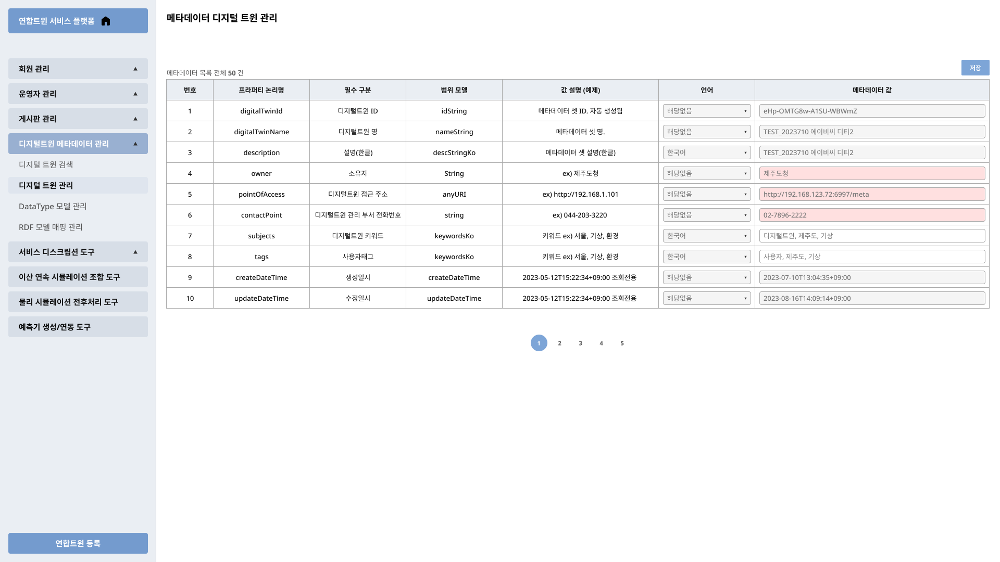 연합트윈 서비스 플랫폼
회원 관리 ▲
운영자 관리 ▲
게시판 관리 ▲
디지털트윈 메타데이터 관리 ▲
디지털 트윈 검색
디지털 트윈 관리
DataType 모델 관리
RDF 모델 매핑 관리
서비스 디스크립션 도구 ▲
이산 연속 시뮬레이션 조합 도구
물리 시뮬레이션 전후처리 도구
예측기 생성/연동 도구
연합트윈 등록
메타데이터 디지털 트윈 관리
메타데이터 목록 전체 50 건
저장
번호 프라퍼티 논리명 필수 구분 범위 모델 값 설명 (예제) 언어 메타데이터 값
1 digitalTwinId 디지털트윈 ID idString 메타데이터 셋 ID. 자동 생성됨 해당없음 eHp-OMTG8w-A1SU-WBWmZ
2 digitalTwinName 디지털트윈 명 nameString 메타데이터 셋 명. 해당없음 TEST_2023710 에이비씨 디티2
3 description 설명(한글) descStringKo 메타데이터 셋 설명(한글) 한국어 TEST_2023710 에이비씨 디티2
4 owner 소유자 String ex) 제주도청 해당없음 제주도청
5 pointOfAccess 디지털트윈 접근 주소 anyURI ex) http://192.168.1.101 해당없음 http://192.168.123.72:6997/meta
6 contactPoint 디지털트윈 관리 부서 전화번호 string ex) 044-203-3220 해당없음 02-7896-2222
7 subjects 디지털트윈 키워드 keywordsKo 키워드 ex) 서울, 기상, 환경 한국어 디지털트윈, 제주도, 기상
8 tags 사용자태그 keywordsKo 키워드 ex) 서울, 기상, 환경 한국어 사용자, 제주도, 기상
9 createDateTime 생성일시 createDateTime 2023-05-12T15:22:34+09:00 조회전용 해당없음 2023-07-10T13:04:35+09:00
10 updateDateTime 수정일시 updateDateTime 2023-05-12T15:22:34+09:00 조회전용 해당없음 2023-08-16T14:09:14+09:00
1 2 3 4 5